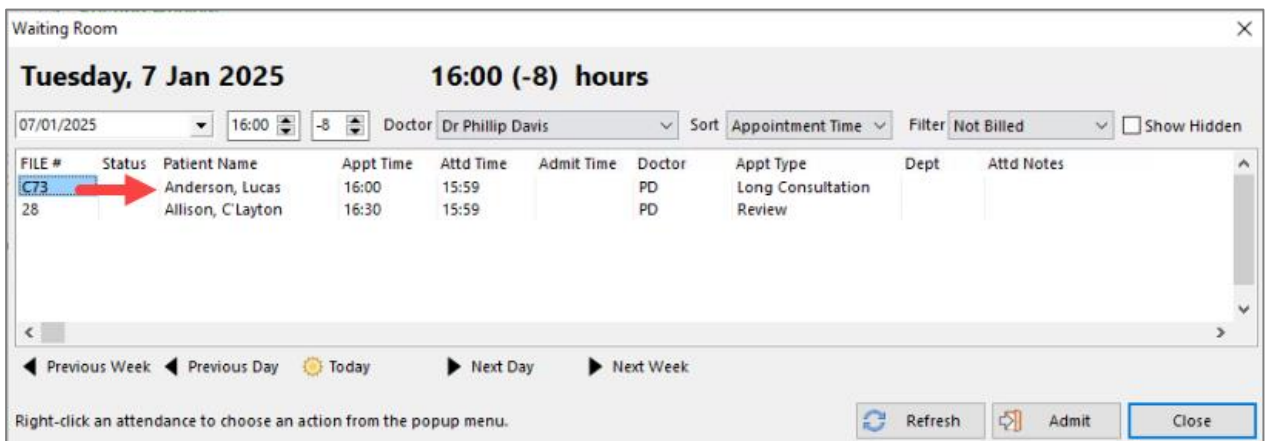 Waiting Room
Tuesday, 7 Jan 2025 16:00 (-8) hours
07/01/2025 16:00 -8 Doctor Dr Phillip Davis Sort Appointment Time Filter Not Billed Show Hidden
FILE # Status Patient Name Appt Time Attd Time Admit Time Doctor Appt Type Dept Attd Notes
C73 Anderson, Lucas 16:00 15:59 PD Long Consultation
28 Allison, C'Layton 16:30 15:59 PD Review
Previous Week Previous Day Today Next Day Next Week
Right-click an attendance to choose an action from the popup menu. Refresh Admit Close